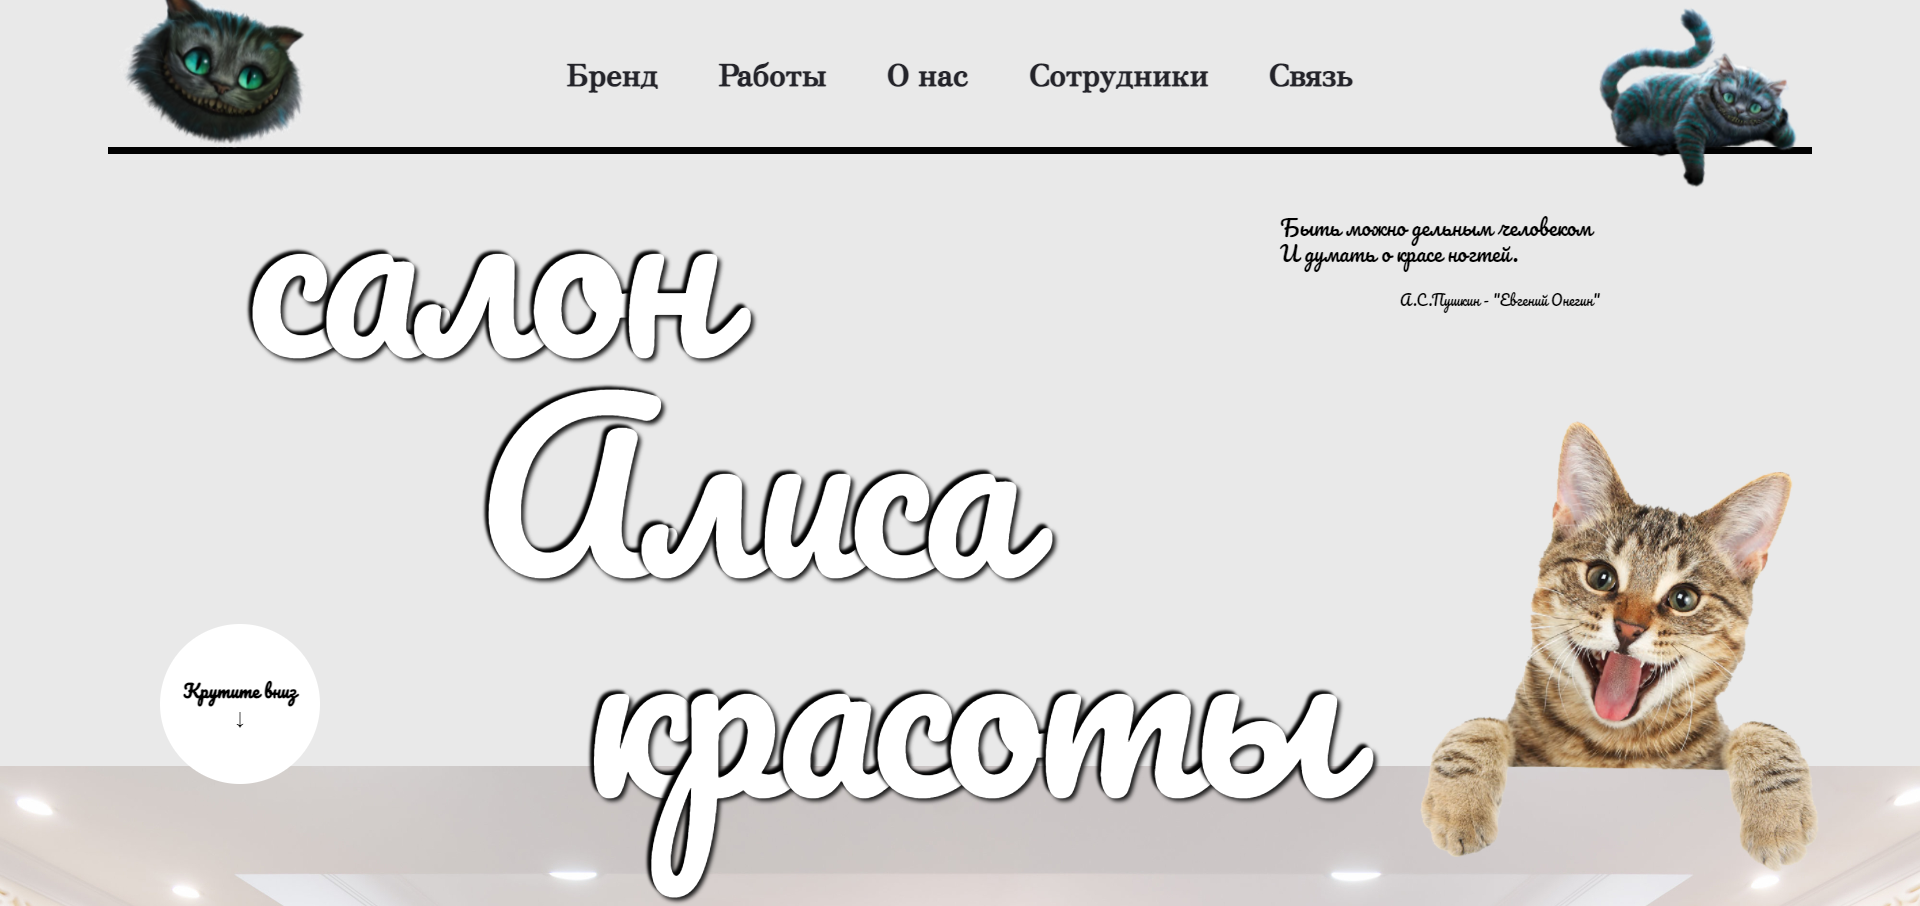 Бренд Работы О нас Сотрудники Связь
Быть можно дельным человеком
И думать о красе ногтей.
А.С.Пушкин - "Евгений Онегин"
салон
Алиса
красоты
Крутите вниз
↓